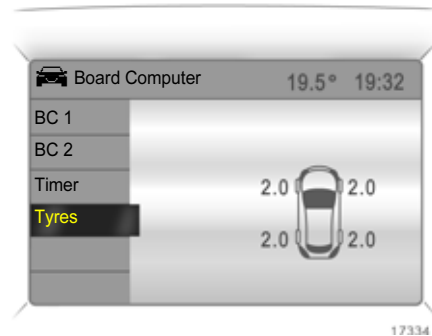 Board Computer 19.5° 19:32
BC 1
BC 2
Timer
Tyres
2.0 2.0
2.0 2.0
17334